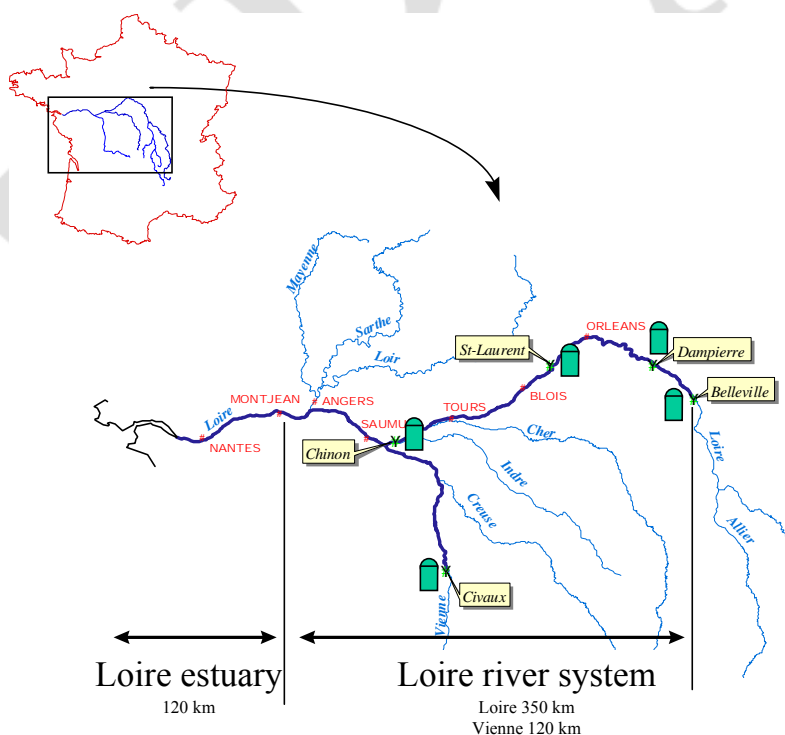 Mayenne
Sarthe
Loir
ORLEANS
St-Laurent
Dampierre
Belleville
MONTJEAN
ANGERS
Loire
NANTES
SAUMU
TOURS
BLOIS
Chinon
Cher
Indre
Creuse
Loire
Allier
Civaux
Vienne
Loire estuary
120 km
Loire river system
Loire 350 km
Vienne 120 km